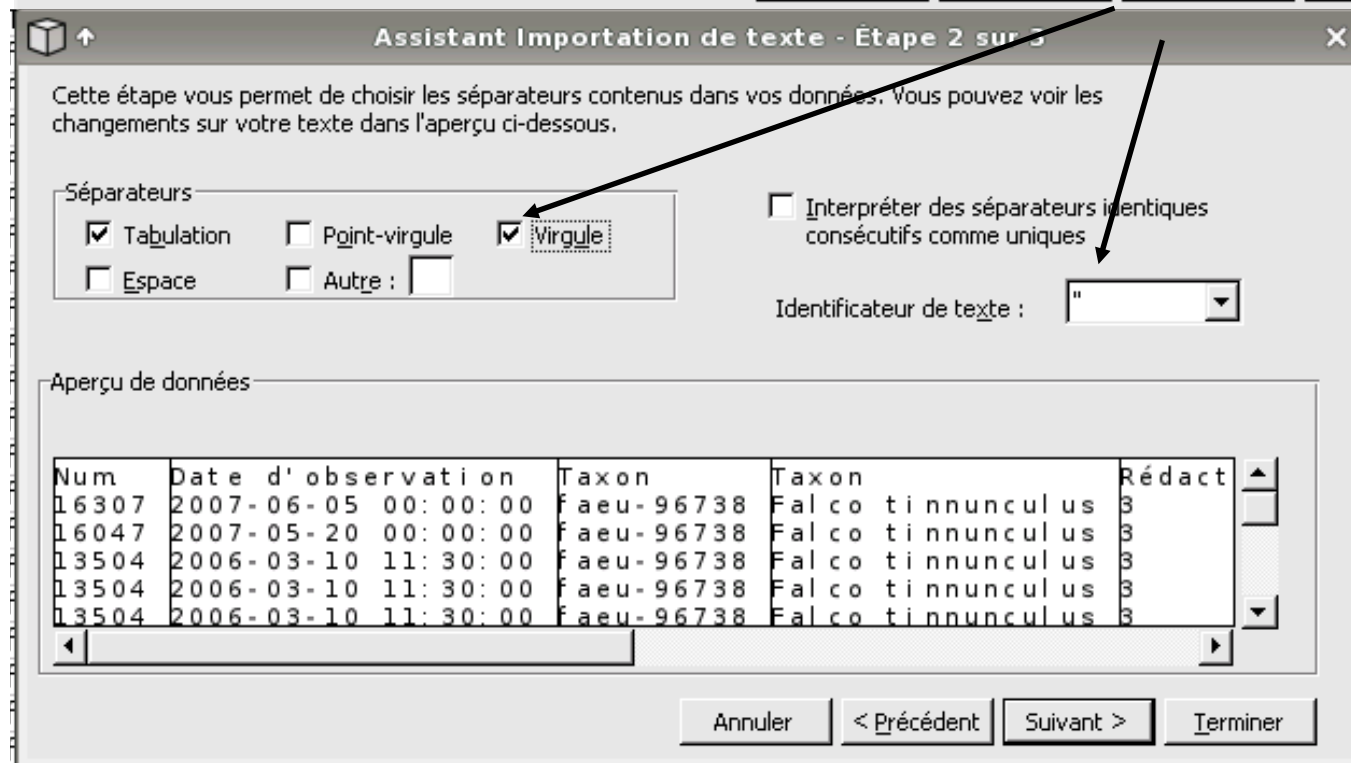 Assistant Importation de texte - Étape 2 sur 3
Cette étape vous permet de choisir les séparateurs contenus dans vos données. Vous pouvez voir les
changements sur votre texte dans l'aperçu ci-dessous.
Séparateurs
Tabulation Point-virgule Virgule
Espace Autre :
Interpréter des séparateurs identiques
consécutifs comme uniques
Identificateur de texte : "
Aperçu de données
Num Date d'observation Taxon Taxon Rédact
16307 2007-06-05 00:00:00 faeu-96738 Falco tinnunculus 3
16047 2007-05-20 00:00:00 faeu-96738 Falco tinnunculus 3
13504 2006-03-10 11:30:00 faeu-96738 Falco tinnunculus 3
13504 2006-03-10 11:30:00 faeu-96738 Falco tinnunculus 3
13504 2006-03-10 11:30:00 faeu-96738 Falco tinnunculus 3
Annuler < Précédent Suivant > Terminer